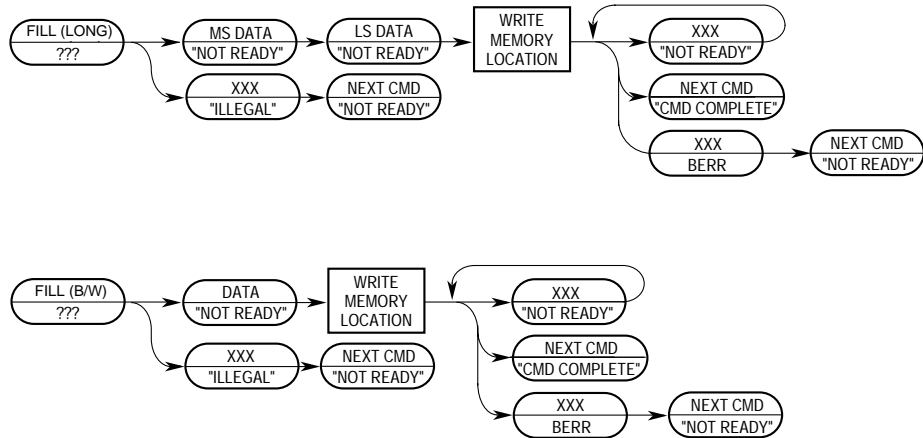 FILL (LONG)
???
MS DATA
"NOT READY"
LS DATA
"NOT READY"
WRITE
MEMORY
LOCATION
XXX
"NOT READY"
XXX
"ILLEGAL"
NEXT CMD
"NOT READY"
NEXT CMD
"CMD COMPLETE"
XXX
BERR
NEXT CMD
"NOT READY"
FILL (B/W)
???
DATA
"NOT READY"
WRITE
MEMORY
LOCATION
XXX
"NOT READY"
XXX
"ILLEGAL"
NEXT CMD
"NOT READY"
NEXT CMD
"CMD COMPLETE"
XXX
BERR
NEXT CMD
"NOT READY"